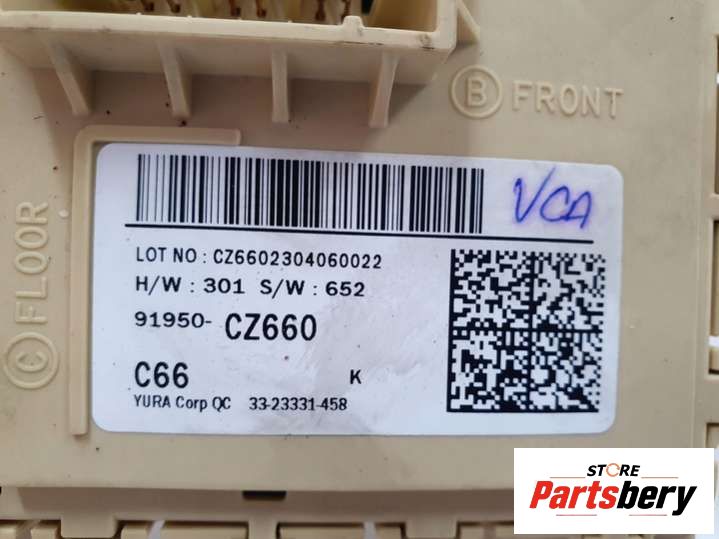 Ⓑ FRONT
Ⓒ FLOOR
VCA
LOT NO : CZ6602304060022
H/W : 301 S/W : 652
91950- CZ660
C66 K
YURA Corp QC 33-23331-458
STORE
Partsbery